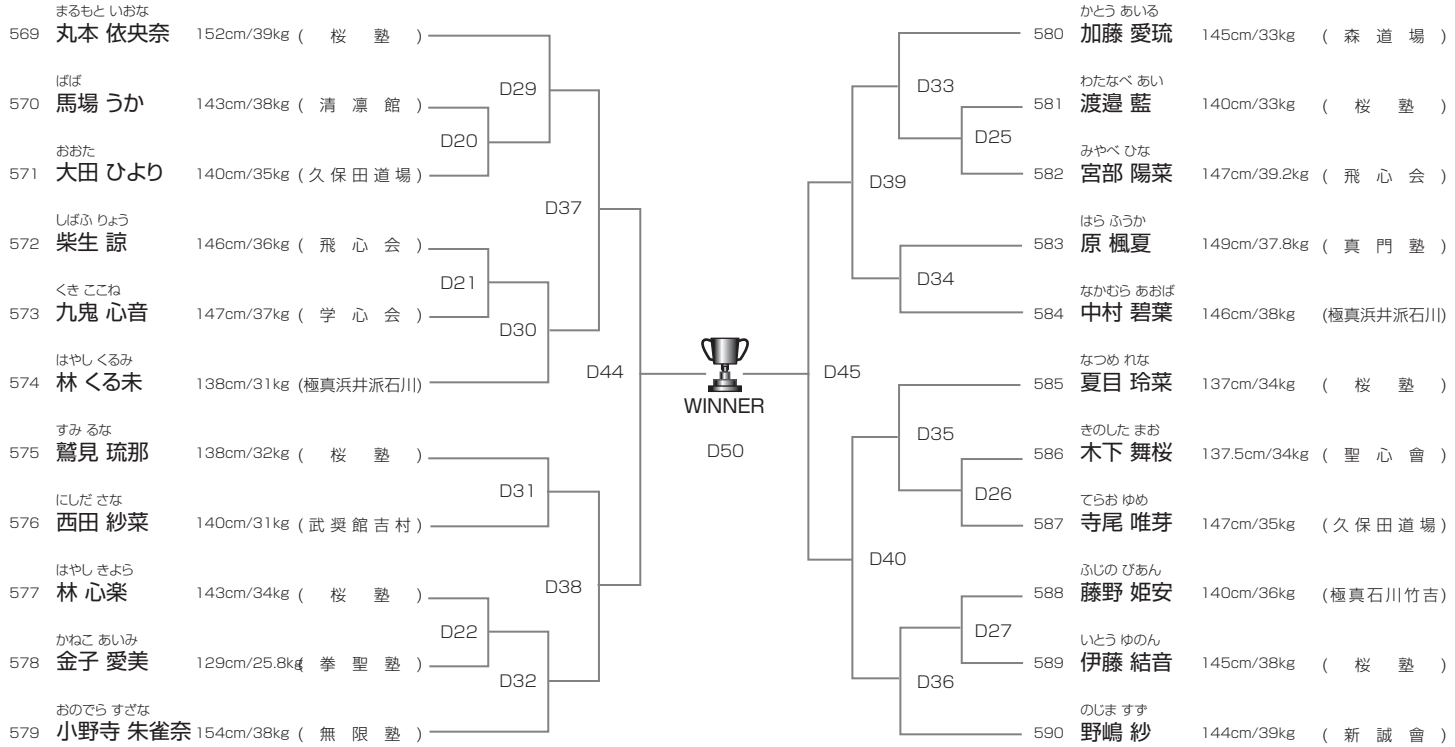 まるもと いおな
569 丸本 依央奈 152cm/39kg ( 桜 塾 )
ばば
570 馬場 うか 143cm/38kg ( 清 凛 館 )
おおた
571 大田 ひより 140cm/35kg ( 久 保 田 道 場 )
しばふ りょう
572 柴生 諒 146cm/36kg ( 飛 心 会 )
くき ここね
573 九鬼 心音 147cm/37kg ( 学 心 会 )
はやし くるみ
574 林 くる未 138cm/31kg (極真浜井派石川)
すみ るな
575 鷲見 琉那 138cm/32kg ( 桜 塾 )
にしだ さな
576 西田 紗菜 140cm/31kg ( 武 奨 館 吉 村 )
はやし きよら
577 林 心楽 143cm/34kg ( 桜 塾 )
かねこ あいみ
578 金子 愛美 129cm/25.8kg ( 拳 聖 塾 )
おのでら すざな
579 小野寺 朱雀奈 154cm/38kg ( 無 限 塾 )
D29
D20
D37
D21
D30
D44
D31
D38
D22
D32
WINNER
D50
D33
D25
D39
D34
D45
D35
D26
D40
D27
D36
かとう あいる
580 加藤 愛琉 145cm/33kg ( 森 道 場 )
わたなべ あい
581 渡邉 藍 140cm/33kg ( 桜 塾 )
みやべ ひな
582 宮部 陽菜 147cm/39.2kg ( 飛 心 会 )
はら ふうか
583 原 楓夏 149cm/37.8kg ( 真 門 塾 )
なかむら あおば
584 中村 碧葉 146cm/38kg (極真浜井派石川)
なつめ れな
585 夏目 玲菜 137cm/34kg ( 桜 塾 )
きのした まお
586 木下 舞桜 137.5cm/34kg ( 聖 心 會 )
てらお ゆめ
587 寺尾 唯芽 147cm/35kg ( 久 保 田 道 場 )
ふじの びあん
588 藤野 姫安 140cm/36kg ( 極真石川竹吉 )
いとう ゆのん
589 伊藤 結音 145cm/38kg ( 桜 塾 )
のじま すず
590 野嶋 紗 144cm/39kg ( 新 誠 會 )